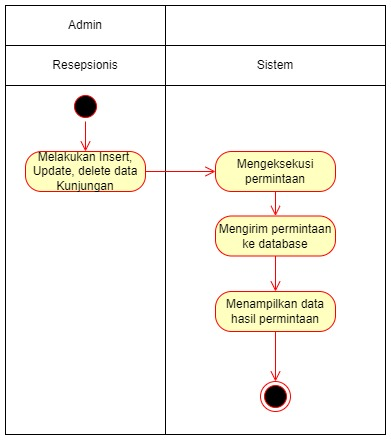 Admin
Resepsionis
Sistem
Melakukan Insert,
Update, delete data
Kunjungan
Mengeksekusi
permintaan
Mengirim permintaan
ke database
Menampilkan data
hasil permintaan